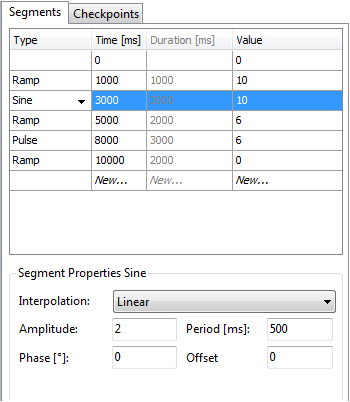 Segments Checkpoints
Type Time [ms] Duration [ms] Value
0 0
Ramp 1000 1000 10
Sine 3000 2000 10
Ramp 5000 2000 6
Pulse 8000 3000 6
Ramp 10000 2000 0
New... New... New...
Segment Properties Sine
Interpolation: Linear
Amplitude: 2 Period [ms]: 500
Phase [°]: 0 Offset 0